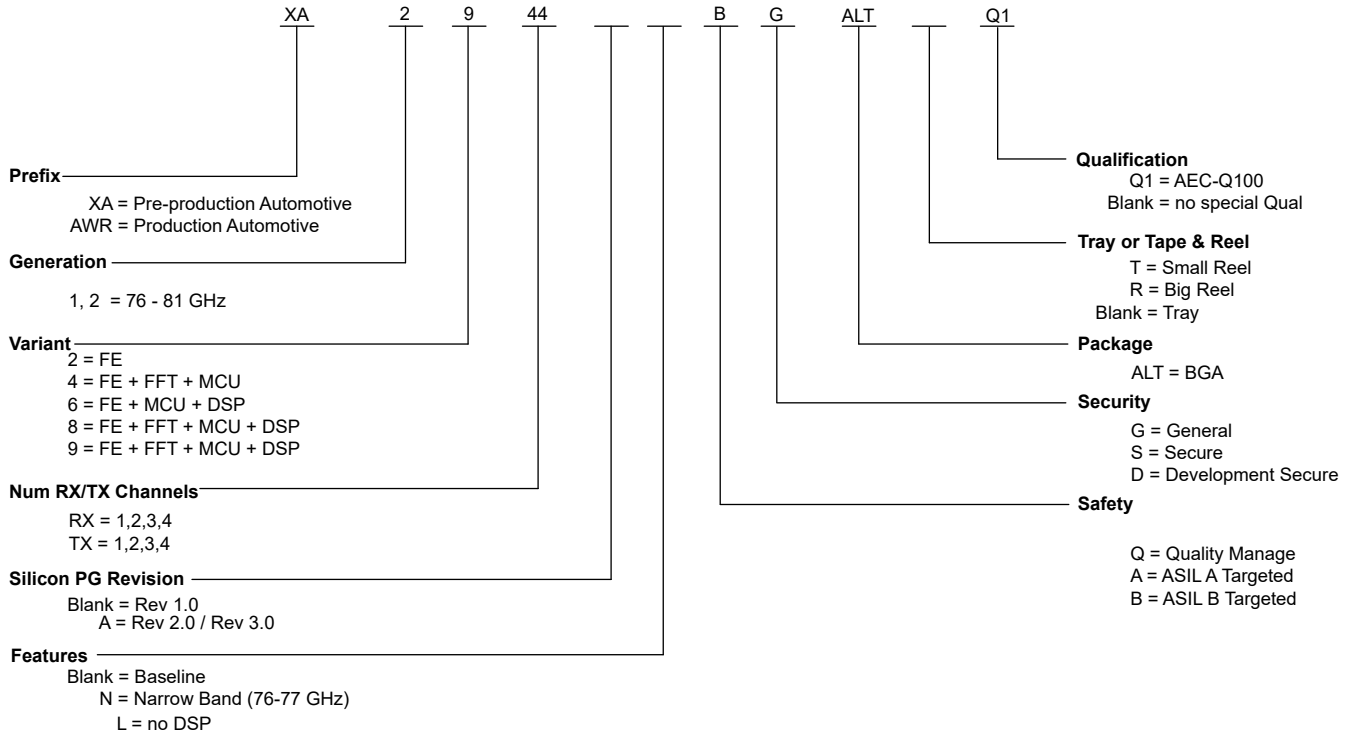 XA 2 9 44 B G ALT Q1
Prefix
XA = Pre-production Automotive
AWR = Production Automotive
Generation
1, 2 = 76 - 81 GHz
Variant
2 = FE
4 = FE + FFT + MCU
6 = FE + MCU + DSP
8 = FE + FFT + MCU + DSP
9 = FE + FFT + MCU + DSP
Num RX/TX Channels
RX = 1,2,3,4
TX = 1,2,3,4
Silicon PG Revision
Blank = Rev 1.0
A = Rev 2.0 / Rev 3.0
Features
Blank = Baseline
N = Narrow Band (76-77 GHz)
L = no DSP
Qualification
Q1 = AEC-Q100
Blank = no special Qual
Tray or Tape & Reel
T = Small Reel
R = Big Reel
Blank = Tray
Package
ALT = BGA
Security
G = General
S = Secure
D = Development Secure
Safety
Q = Quality Manage
A = ASIL A Targeted
B = ASIL B Targeted